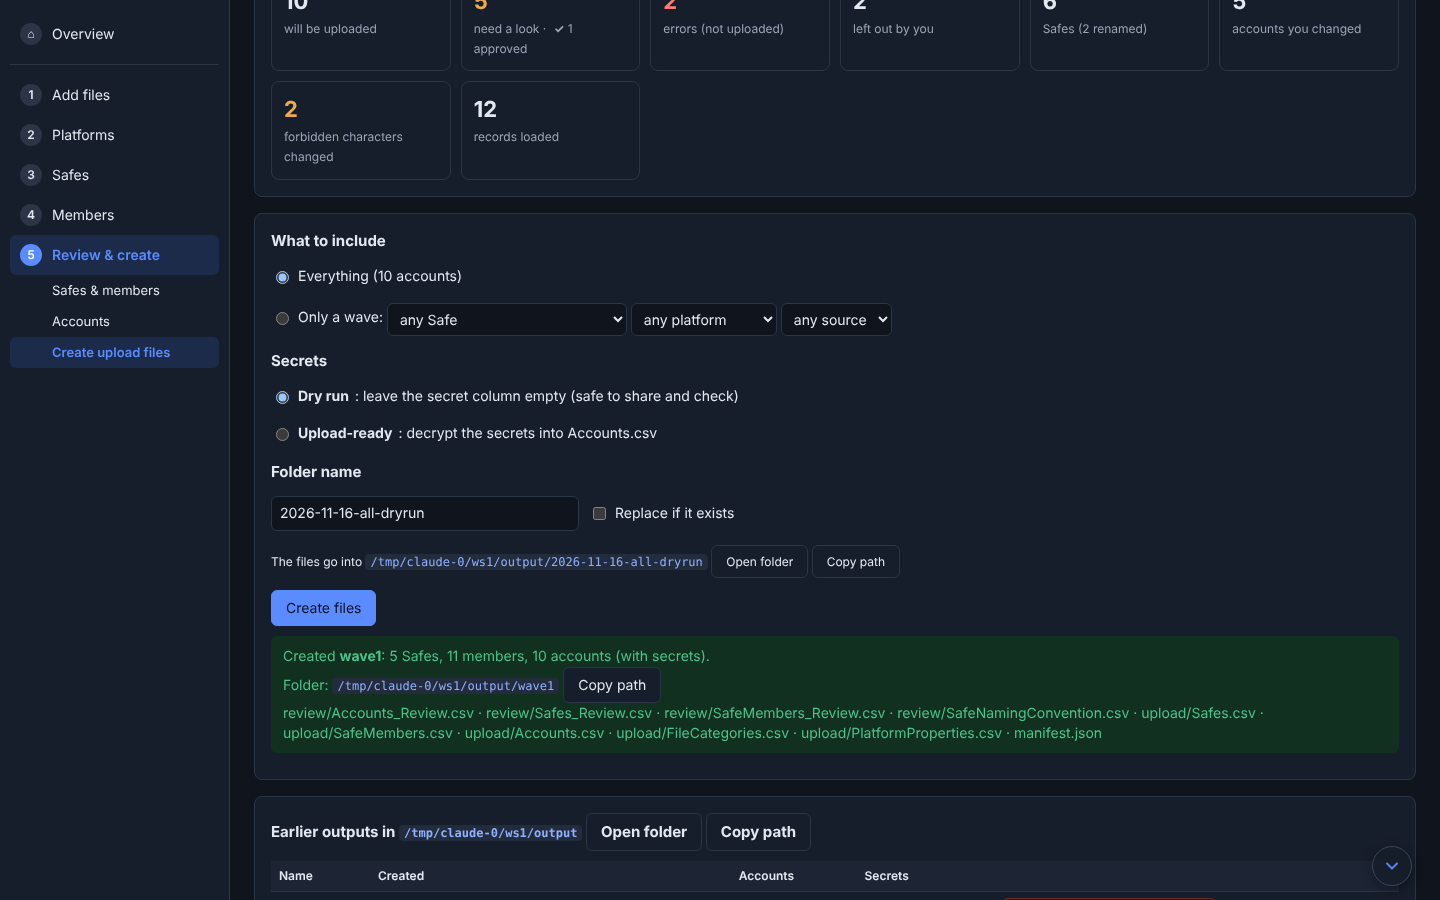 Overview
1 Add files
2 Platforms
3 Safes
4 Members
5 Review & create
Safes & members
Accounts
Create upload files
10
will be uploaded
5
need a look · ✓ 1
approved
2
errors (not uploaded)
2
left out by you
6
Safes (2 renamed)
5
accounts you changed
2
forbidden characters
changed
12
records loaded
What to include
Everything (10 accounts)
Only a wave: any Safe any platform any source
Secrets
Dry run : leave the secret column empty (safe to share and check)
Upload-ready : decrypt the secrets into Accounts.csv
Folder name
2026-11-16-all-dryrun Replace if it exists
The files go into /tmp/claude-0/ws1/output/2026-11-16-all-dryrun Open folder Copy path
Create files
Created wave1: 5 Safes, 11 members, 10 accounts (with secrets).
Folder: /tmp/claude-0/ws1/output/wave1 Copy path
review/Accounts_Review.csv · review/Safes_Review.csv · review/SafeMembers_Review.csv · review/SafeNamingConvention.csv · upload/Safes.csv ·
upload/SafeMembers.csv · upload/Accounts.csv · upload/FileCategories.csv · upload/PlatformProperties.csv · manifest.json
Earlier outputs in /tmp/claude-0/ws1/output Open folder Copy path
Name Created Accounts Secrets